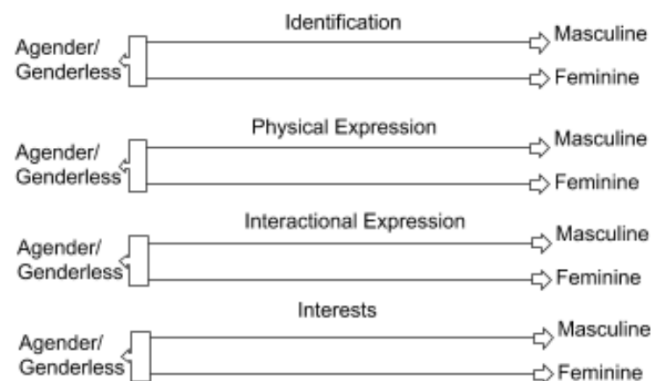 Identification
Agender/
Genderless
Masculine
Feminine
Physical Expression
Agender/
Genderless
Masculine
Feminine
Interactional Expression
Agender/
Genderless
Masculine
Feminine
Interests
Agender/
Genderless
Masculine
Feminine